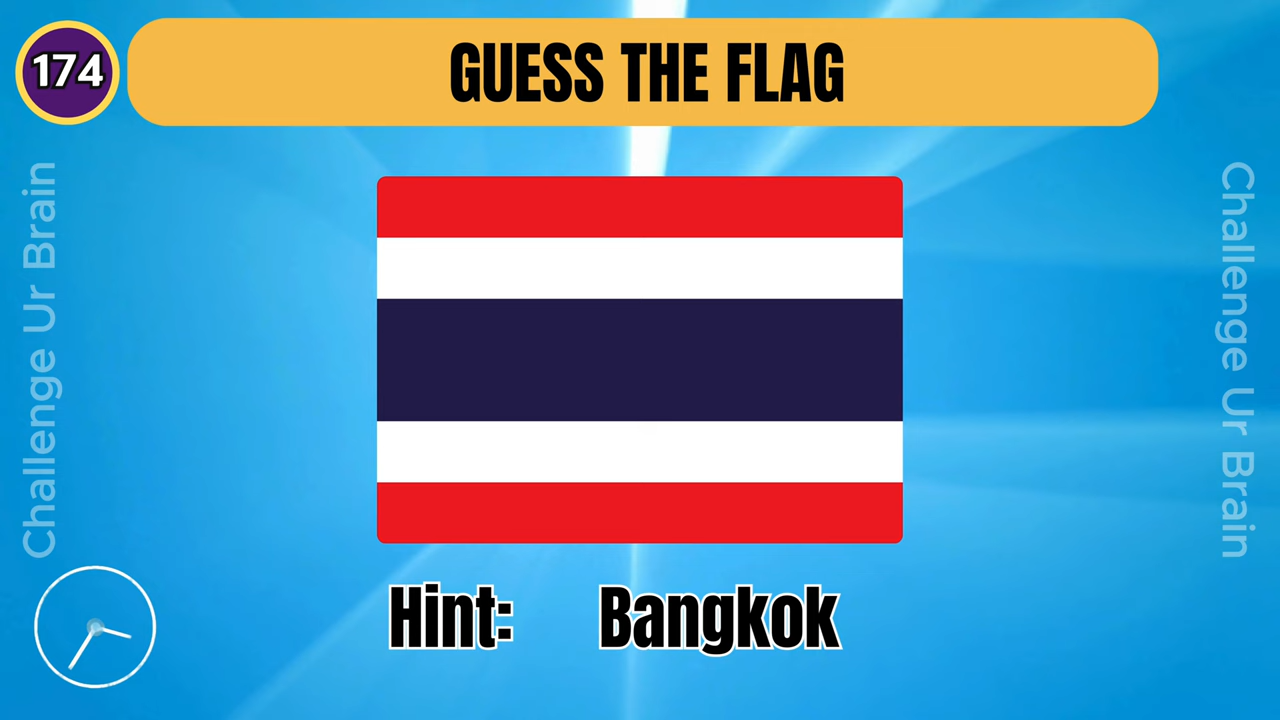 174
GUESS THE FLAG
Challenge Ur Brain
Challenge Ur Brain
Hint: Bangkok